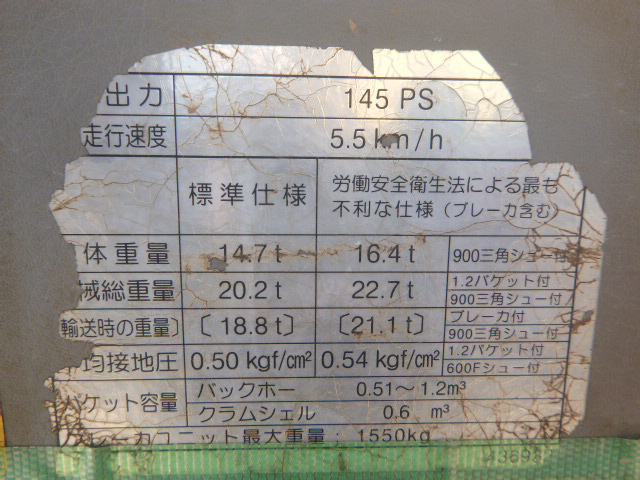 出力 145 PS
走行速度 5.5 km/h
標準仕様 労働安全衛生法による最も
不利な仕様（ブレーカ含む）
体重量 14.7 t 16.4 t 900三角シュー付
械総重量 20.2 t 22.7 t 1.2バケット付
900三角シュー付
輸送時の重量〕 〔18.8 t〕 〔21.1 t〕 ブレーカ付
900三角シュー付
均接地圧 0.50 kgf/cm² 0.54 kgf/cm² 1.2バケット付
600Fシュー付
バケット容量 バックホー 0.51～1.2m³
クラムシェル 0.6 m³
ブレーカユニット最大重量：1550kg